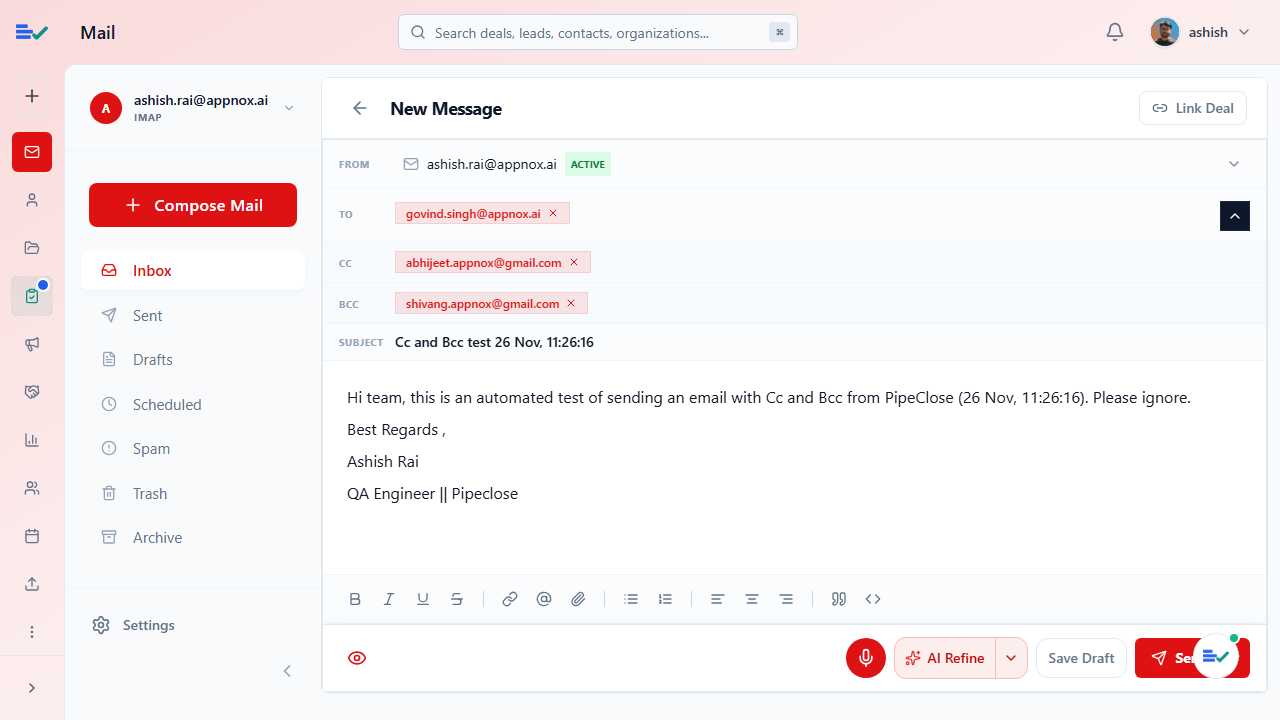 Mail
Search deals, leads, contacts, organizations...
⌘
ashish
A
ashish.rai@appnox.ai
IMAP
Compose Mail
Inbox
Sent
Drafts
Scheduled
Spam
Trash
Archive
Settings
New Message
Link Deal
FROM
ashish.rai@appnox.ai
ACTIVE
TO
govind.singh@appnox.ai
CC
abhijeet.appnox@gmail.com
BCC
shivang.appnox@gmail.com
SUBJECT
Cc and Bcc test 26 Nov, 11:26:16
Hi team, this is an automated test of sending an email with Cc and Bcc from PipeClose (26 Nov, 11:26:16). Please ignore.
Best Regards ,
Ashish Rai
QA Engineer || Pipeclose
AI Refine
Save Draft